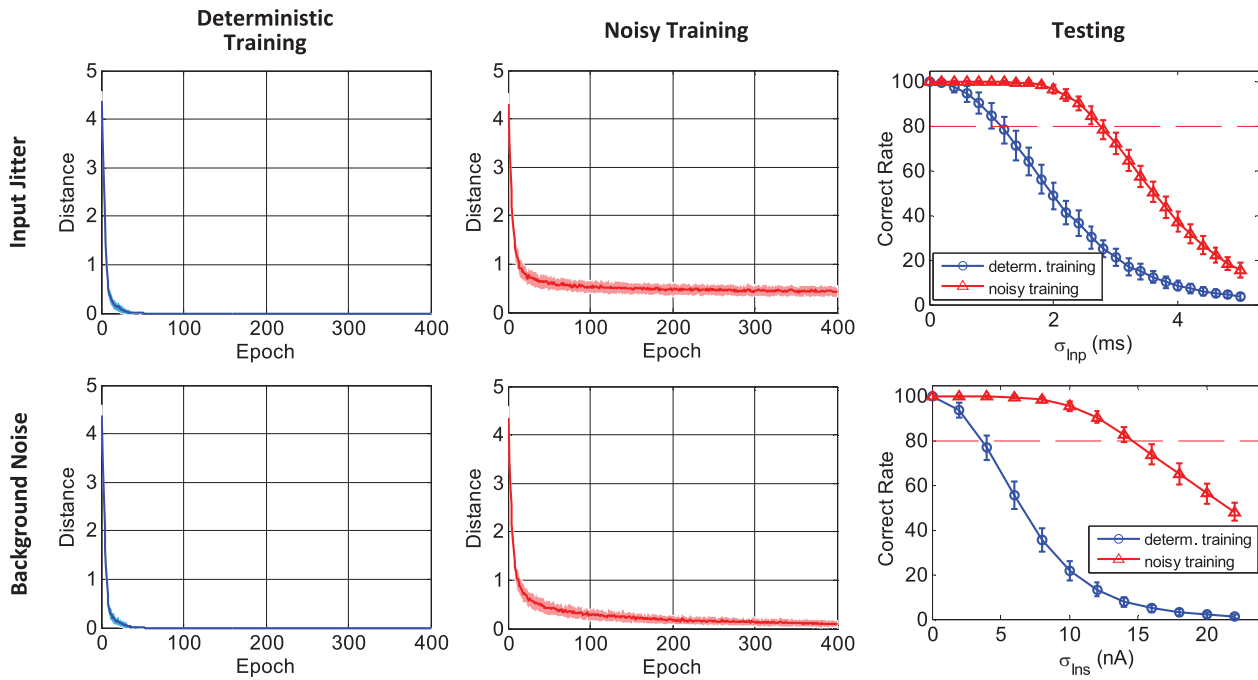 Deterministic
Training
Noisy Training
Testing
Input Jitter
Distance
5
4
3
2
1
0
0 100 200 300 400
Epoch
Distance
5
4
3
2
1
0
0 100 200 300 400
Epoch
Correct Rate
100
80
60
40
20
0
determ. training
noisy training
0 2 4
σInp (ms)
Background Noise
Distance
5
4
3
2
1
0
0 100 200 300 400
Epoch
Distance
5
4
3
2
1
0
0 100 200 300 400
Epoch
Correct Rate
100
80
60
40
20
0
determ. training
noisy training
0 5 10 15 20
σIns (nA)